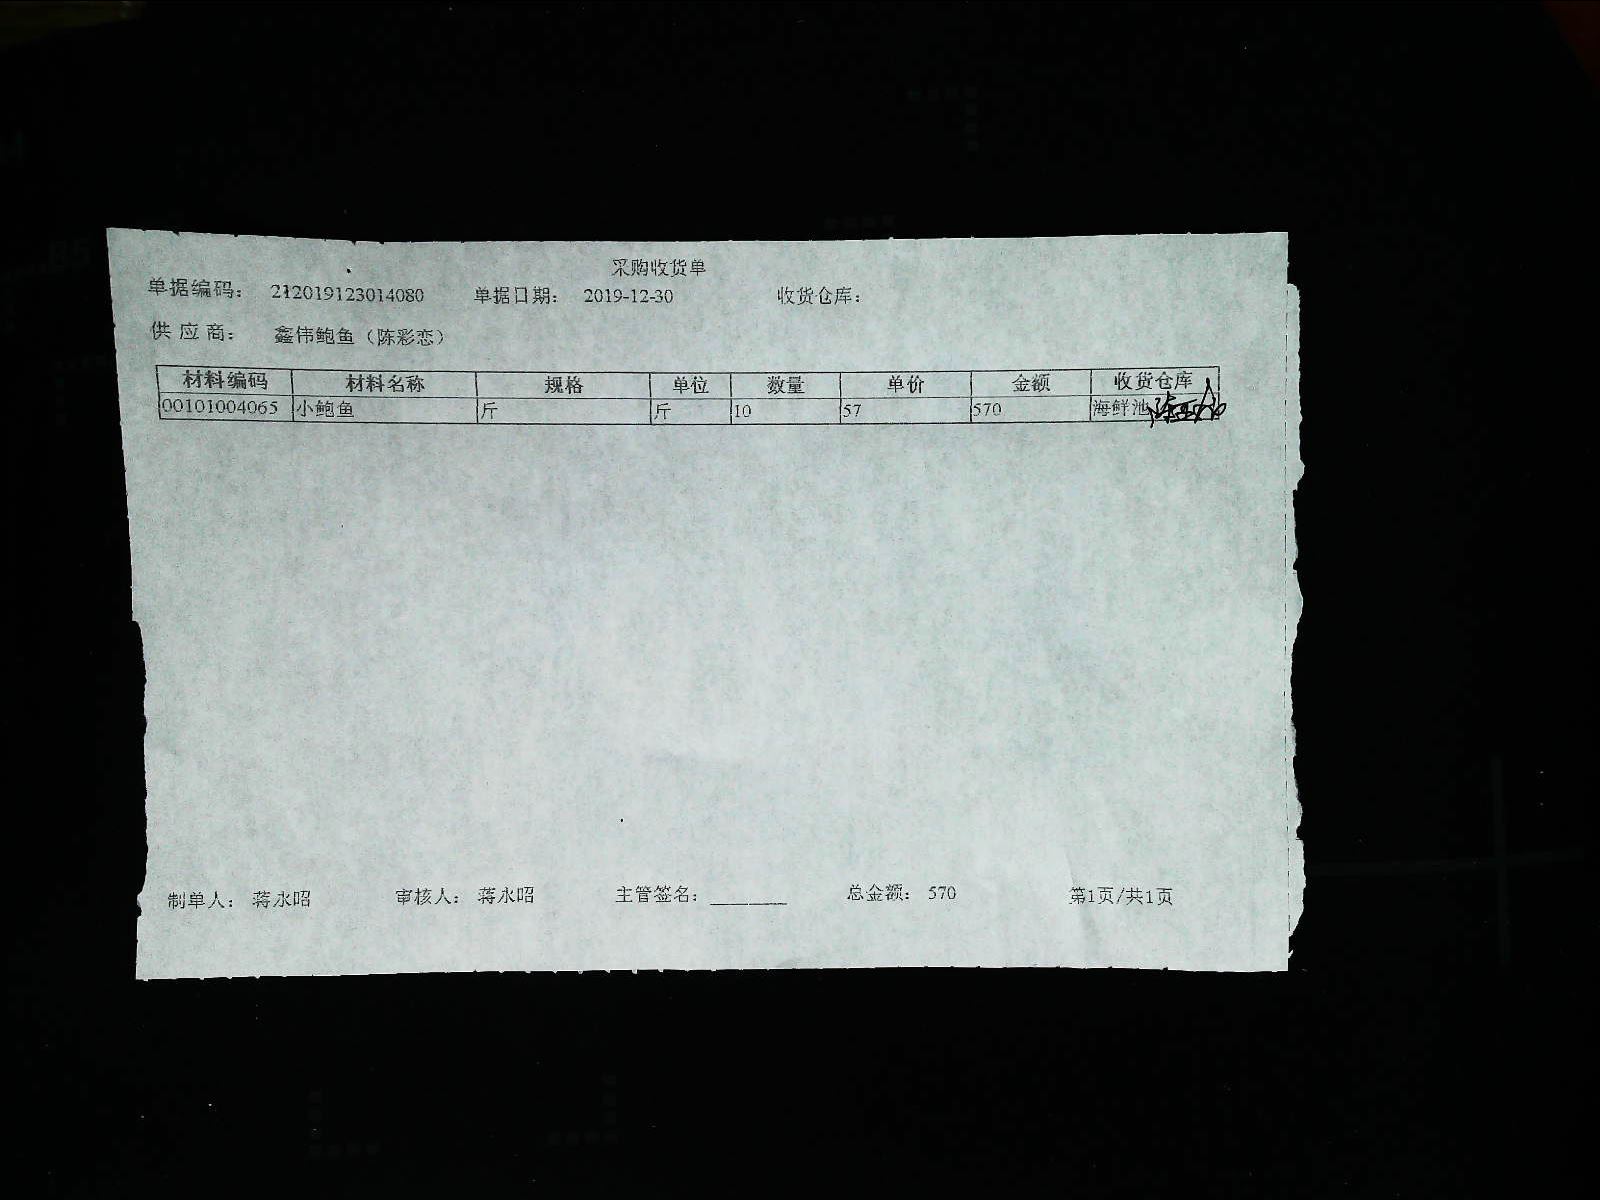 采购收货单
单据编码： 212019123014080 单据日期： 2019-12-30 收货仓库：
供应商： 鑫伟鲍鱼（陈彩恋）
材料编码 材料名称 规格 单位 数量 单价 金额 收货仓库
00101004065 小鲍鱼 斤 斤 10 57 570 海鲜池
制单人： 蒋永昭 审核人： 蒋永昭 主管签名：________ 总金额： 570 第1页/共1页